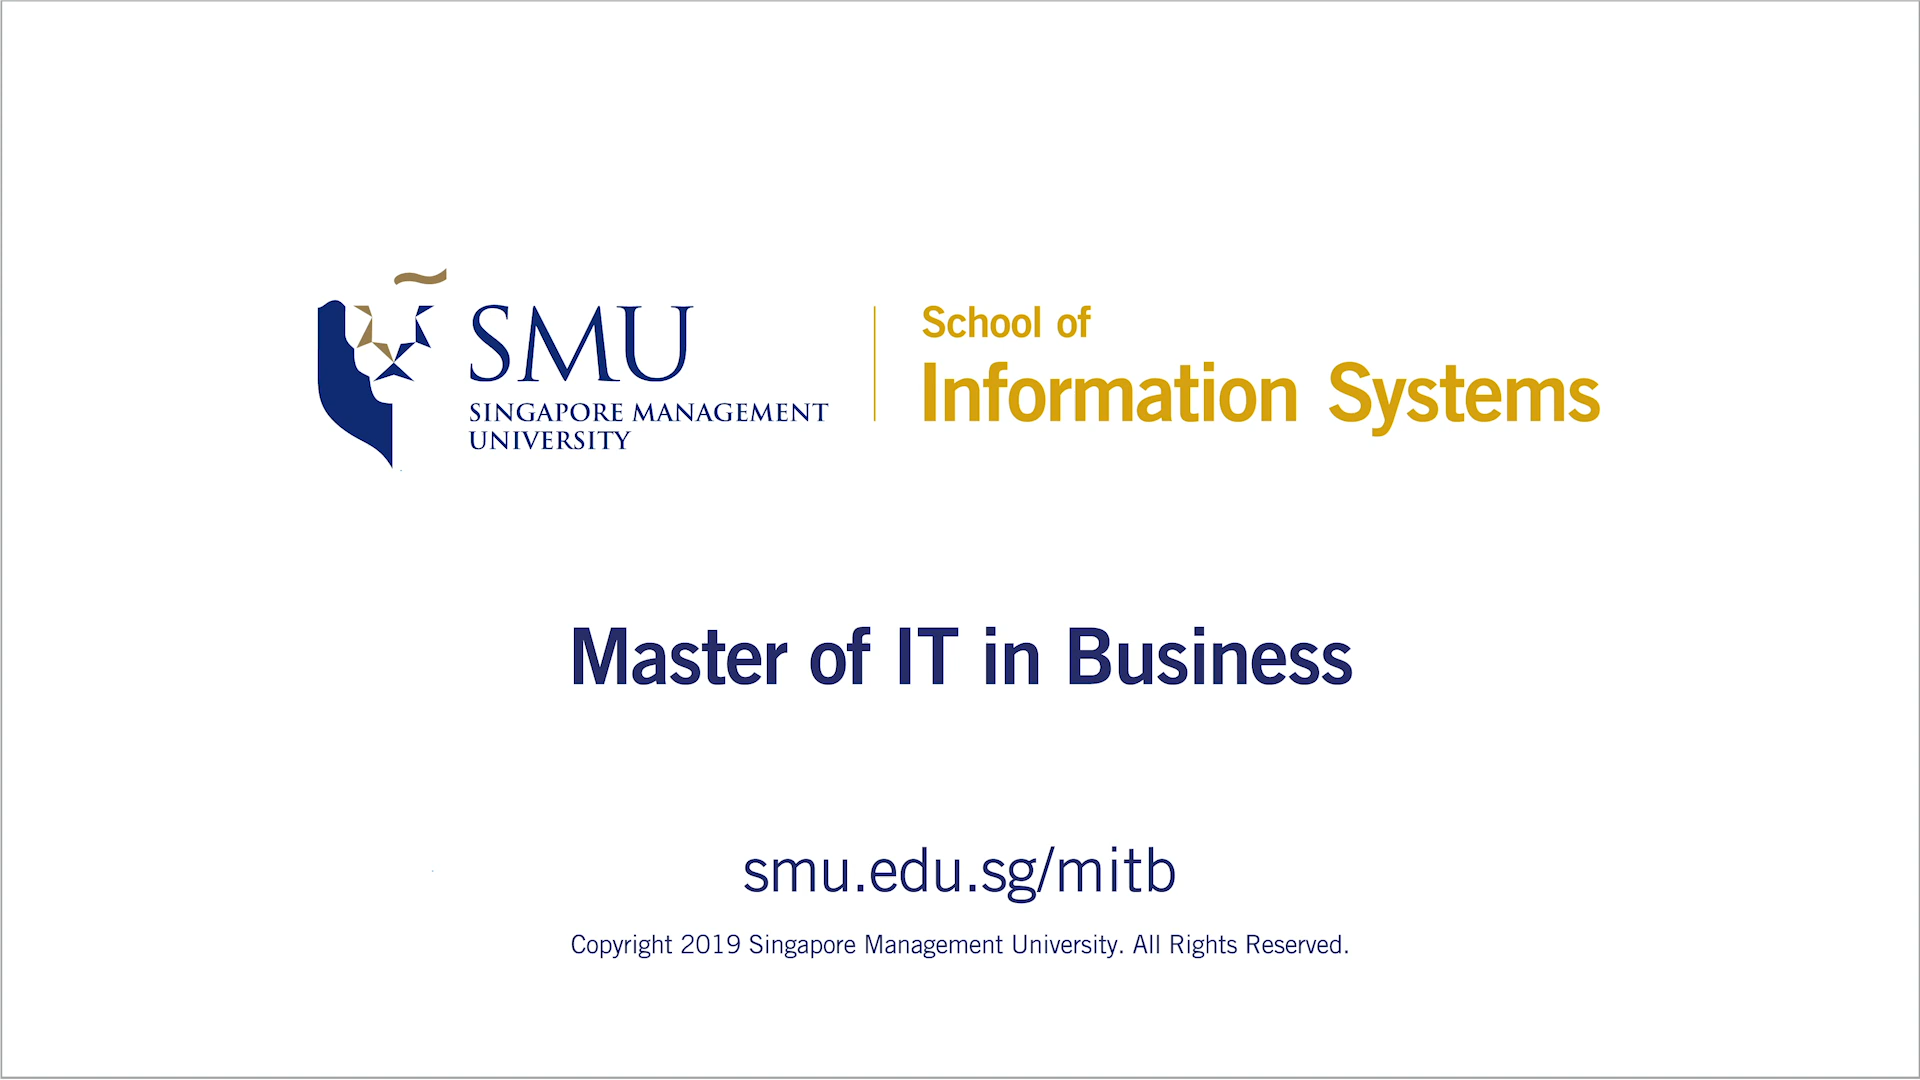 SMU
SINGAPORE MANAGEMENT
UNIVERSITY
School of
Information Systems
Master of IT in Business
smu.edu.sg/mitb
Copyright 2019 Singapore Management University. All Rights Reserved.